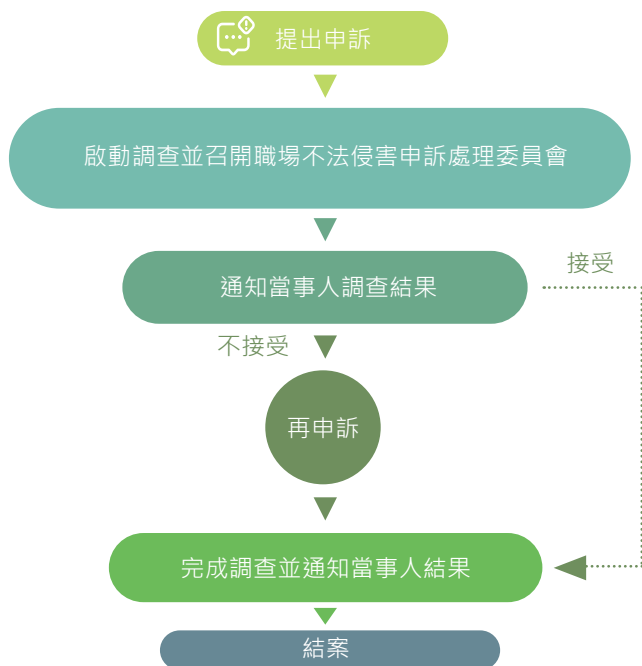 提出申訴
啟動調查並召開職場不法侵害申訴處理委員會
接受
通知當事人調查結果
不接受
再申訴
完成調查並通知當事人結果
結案